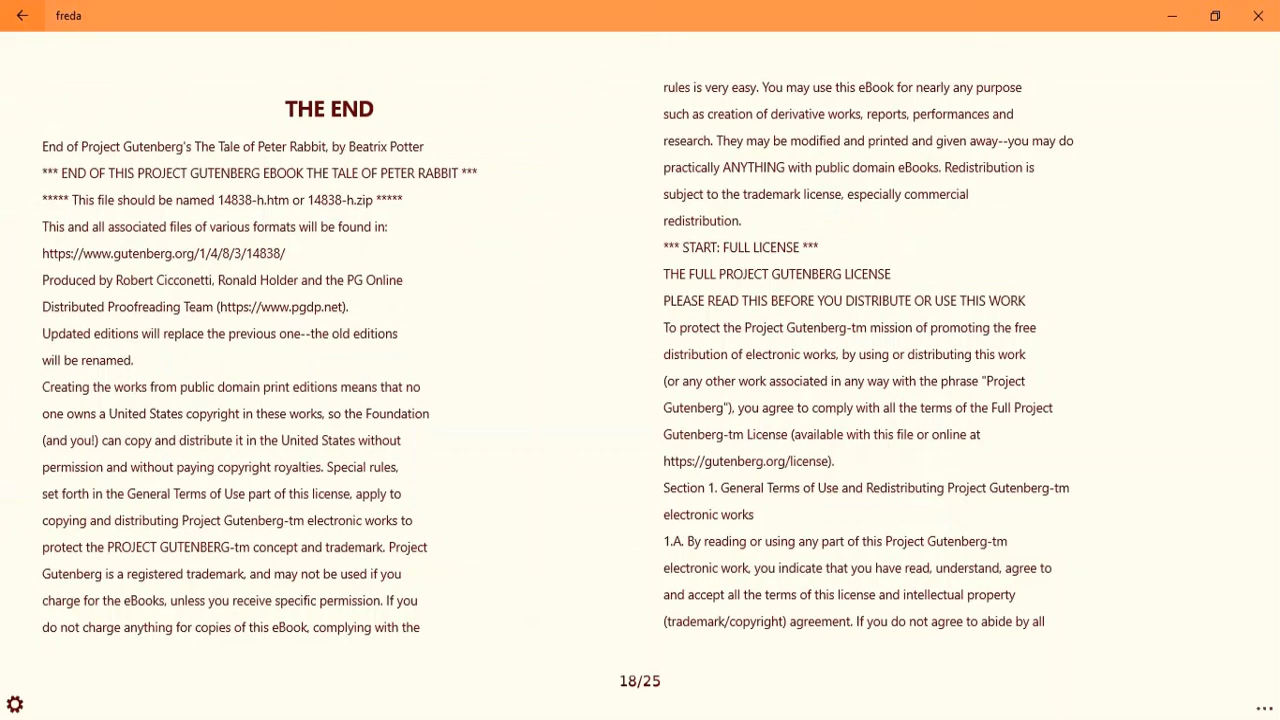 freda
THE END
End of Project Gutenberg's The Tale of Peter Rabbit, by Beatrix Potter
*** END OF THIS PROJECT GUTENBERG EBOOK THE TALE OF PETER RABBIT ***
***** This file should be named 14838-h.htm or 14838-h.zip *****
This and all associated files of various formats will be found in:
https://www.gutenberg.org/1/4/8/3/14838/
Produced by Robert Cicconetti, Ronald Holder and the PG Online
Distributed Proofreading Team (https://www.pgdp.net).
Updated editions will replace the previous one--the old editions
will be renamed.
Creating the works from public domain print editions means that no
one owns a United States copyright in these works, so the Foundation
(and you!) can copy and distribute it in the United States without
permission and without paying copyright royalties. Special rules,
set forth in the General Terms of Use part of this license, apply to
copying and distributing Project Gutenberg-tm electronic works to
protect the PROJECT GUTENBERG-tm concept and trademark. Project
Gutenberg is a registered trademark, and may not be used if you
charge for the eBooks, unless you receive specific permission. If you
do not charge anything for copies of this eBook, complying with the
rules is very easy. You may use this eBook for nearly any purpose
such as creation of derivative works, reports, performances and
research. They may be modified and printed and given away--you may do
practically ANYTHING with public domain eBooks. Redistribution is
subject to the trademark license, especially commercial
redistribution.
*** START: FULL LICENSE ***
THE FULL PROJECT GUTENBERG LICENSE
PLEASE READ THIS BEFORE YOU DISTRIBUTE OR USE THIS WORK
To protect the Project Gutenberg-tm mission of promoting the free
distribution of electronic works, by using or distributing this work
(or any other work associated in any way with the phrase "Project
Gutenberg"), you agree to comply with all the terms of the Full Project
Gutenberg-tm License (available with this file or online at
https://gutenberg.org/license).
Section 1. General Terms of Use and Redistributing Project Gutenberg-tm
electronic works
1.A. By reading or using any part of this Project Gutenberg-tm
electronic work, you indicate that you have read, understand, agree to
and accept all the terms of this license and intellectual property
(trademark/copyright) agreement. If you do not agree to abide by all
18/25